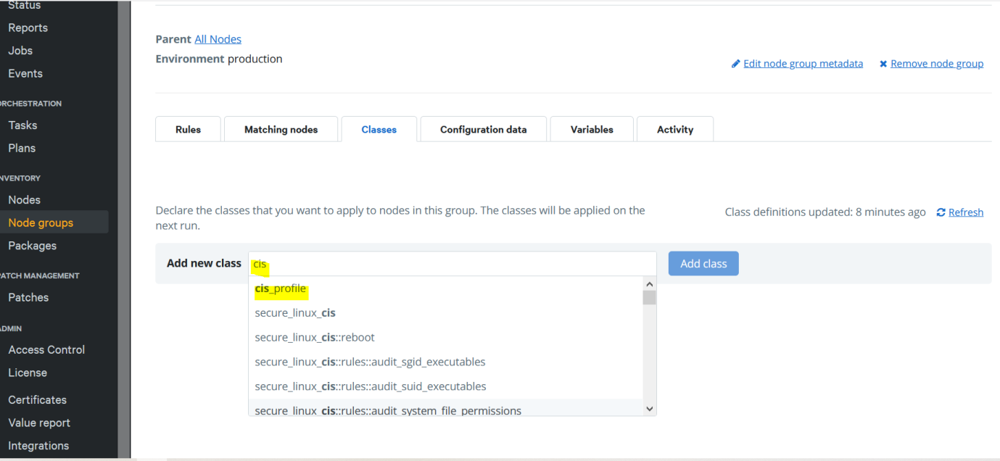 Status
Reports
Jobs
Events
ORCHESTRATION
Tasks
Plans
INVENTORY
Nodes
Node groups
Packages
PATCH MANAGEMENT
Patches
ADMIN
Access Control
License
Certificates
Value report
Integrations
Parent All Nodes
Environment production
Edit node group metadata
Remove node group
Rules
Matching nodes
Classes
Configuration data
Variables
Activity
Declare the classes that you want to apply to nodes in this group. The classes will be applied on the
next run.
Class definitions updated: 8 minutes ago Refresh
Add new class cis
Add class
cis_profile
secure_linux_cis
secure_linux_cis::reboot
secure_linux_cis::rules::audit_sgid_executables
secure_linux_cis::rules::audit_suid_executables
secure_linux_cis::rules::audit_system_file_permissions